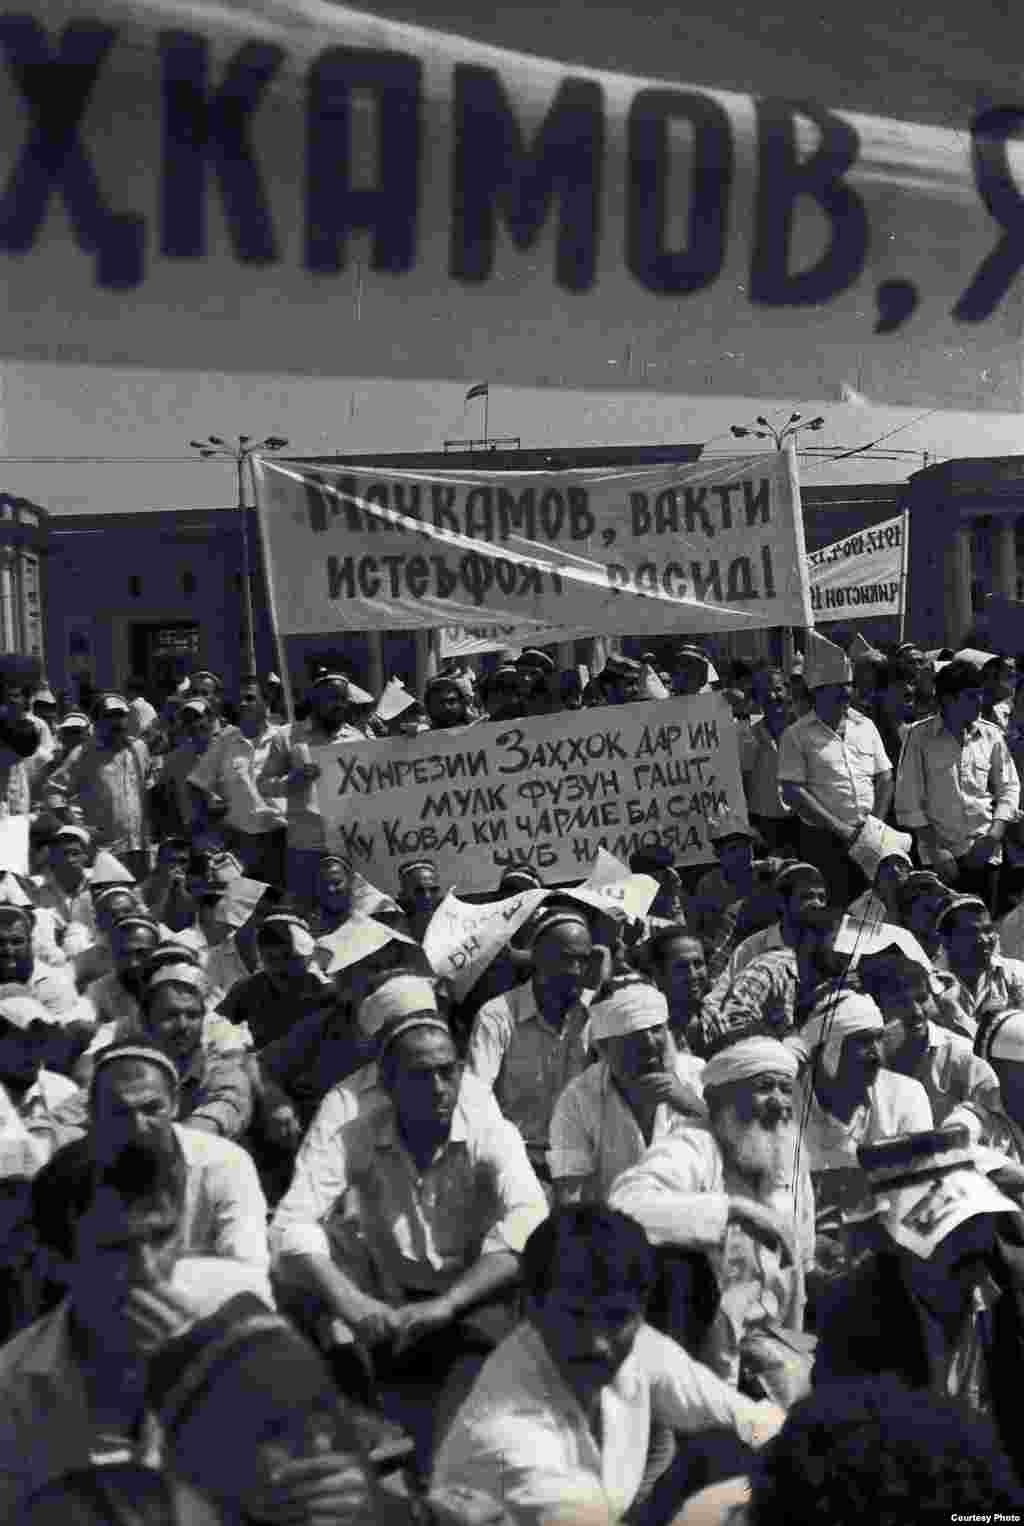 ҲКАМОВ, Я
Маҳкамов, вақти
истеъфоят расид!
Хунрезии Заҳҳок дар ин
мулк фузун гашт,
Ку Кова, ки чарме ба сари
чуб намояд
Courtesy Photo